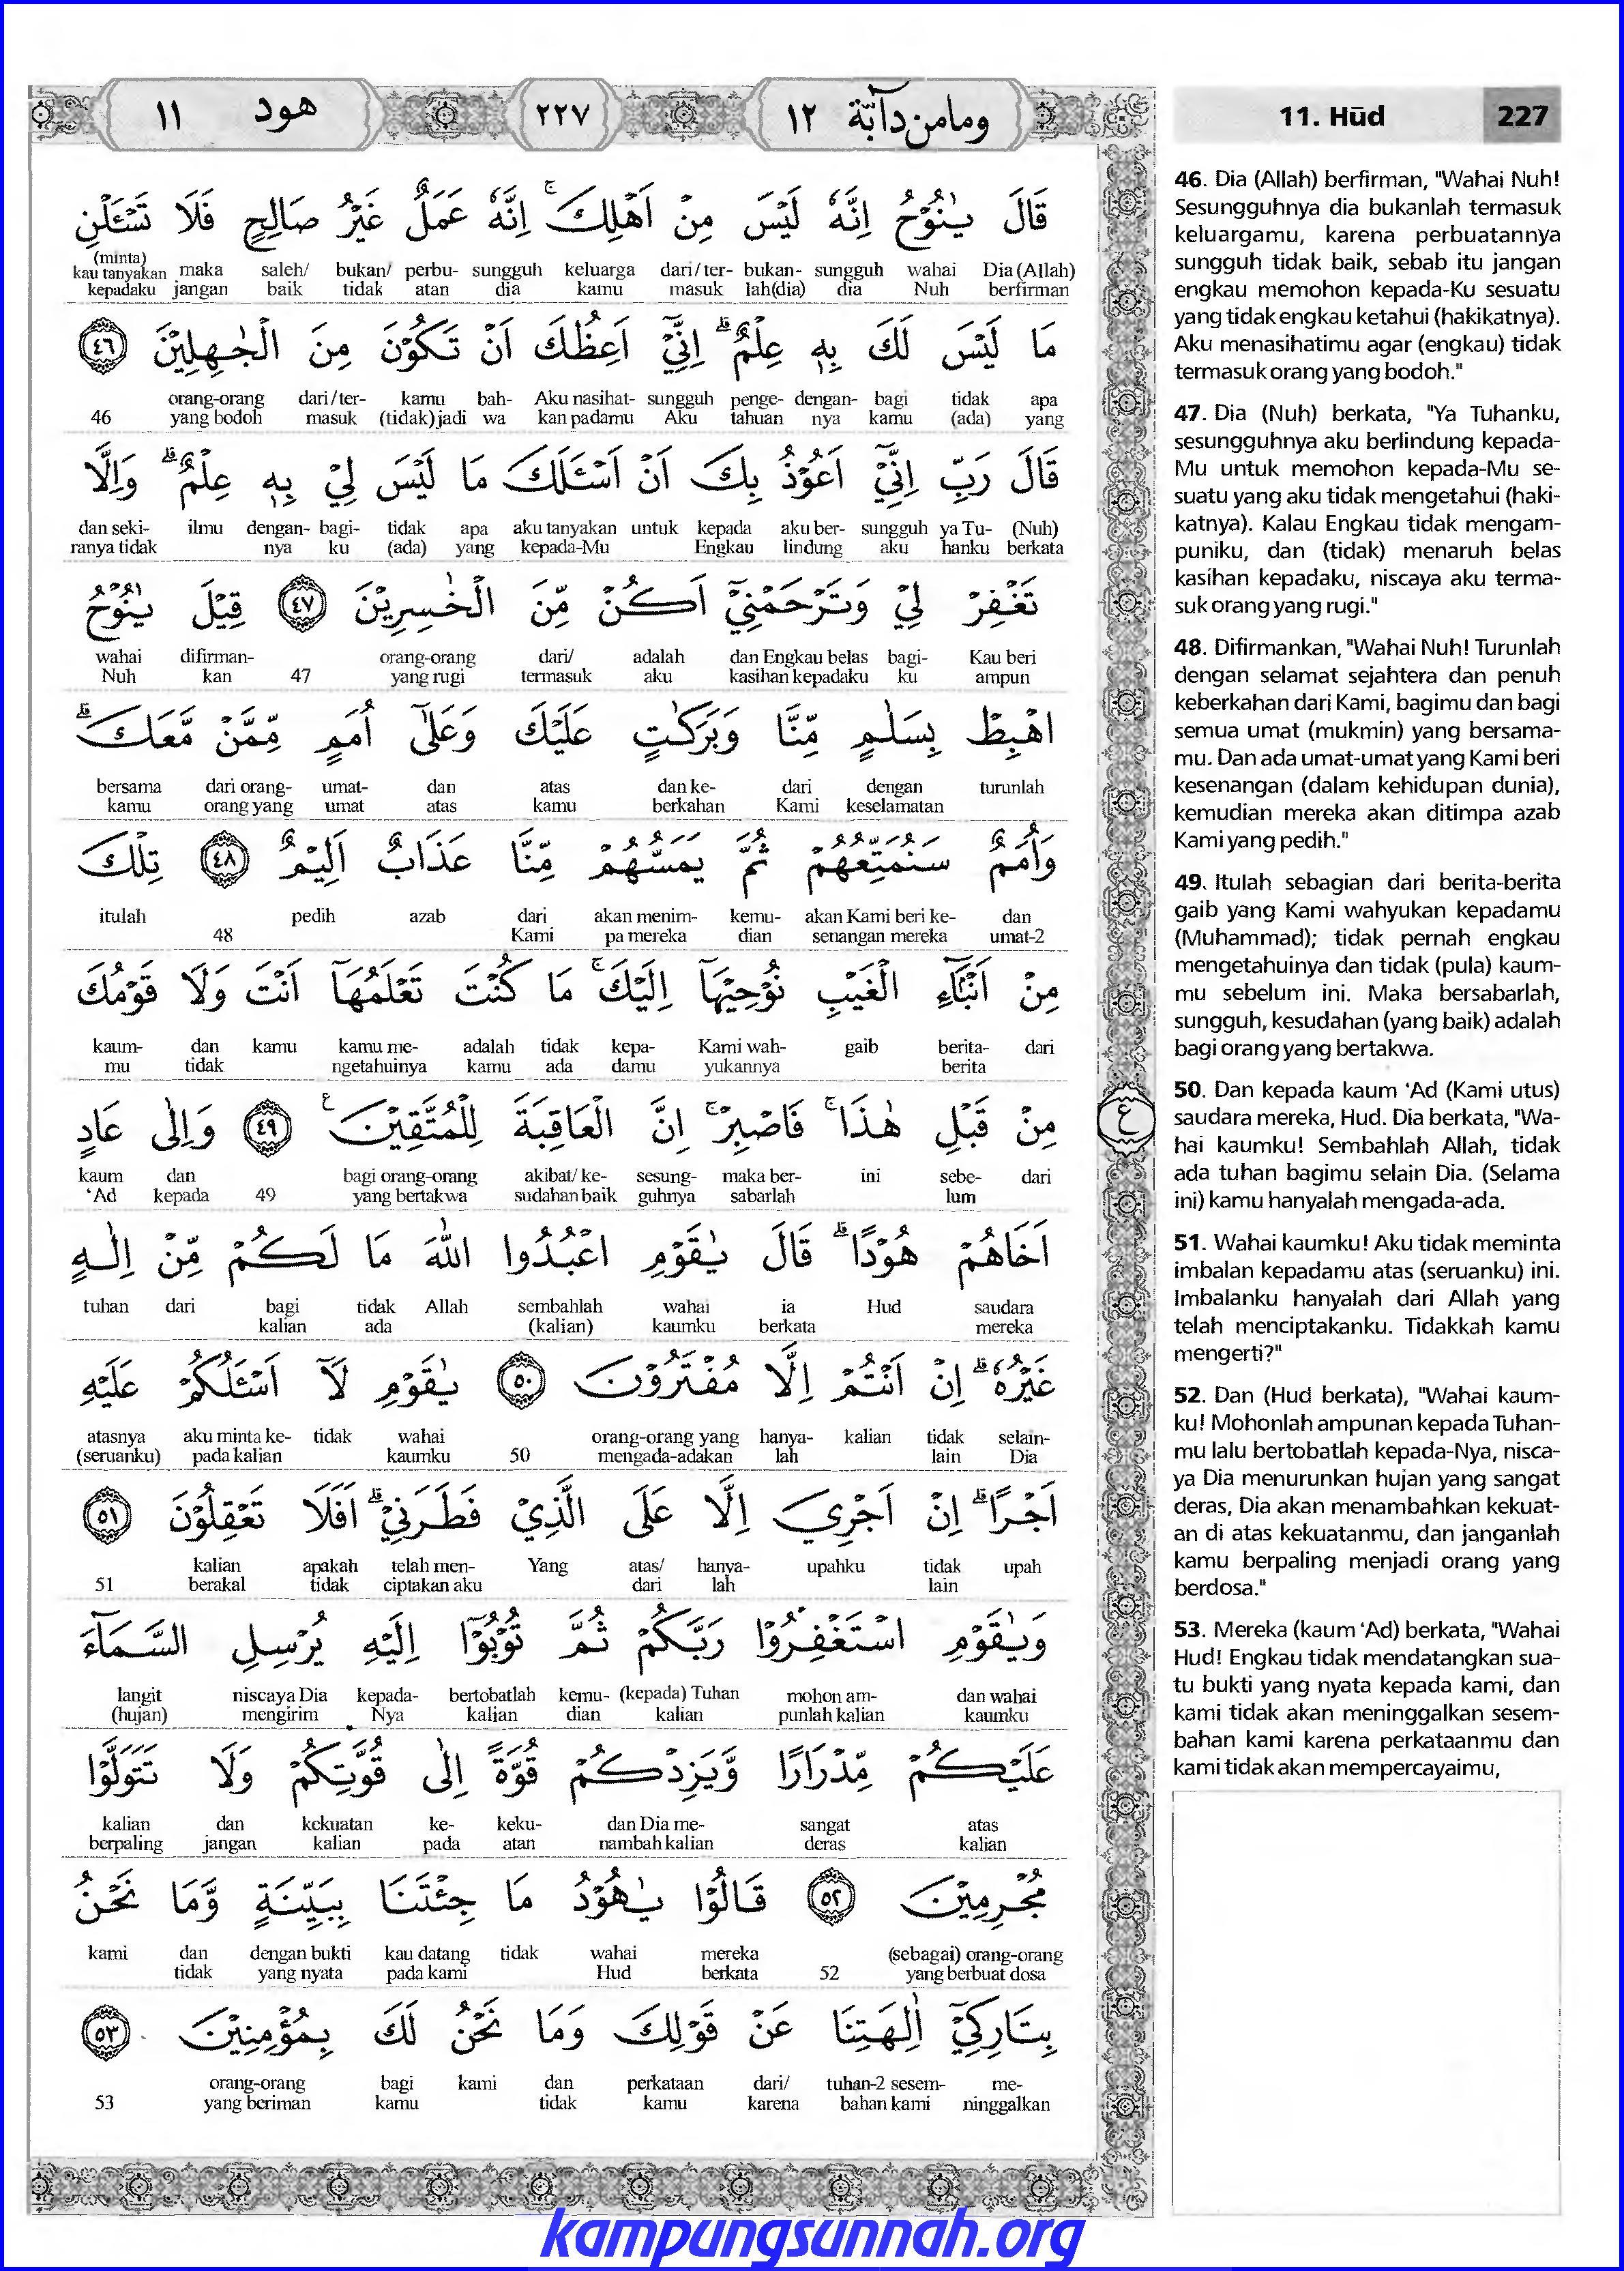 هود ١١
٢٢٧
ومامن دآبّة ١٢
قَالَ يٰنُوْحُ اِنَّهٗ لَيْسَ مِنْ اَهْلِكَ ۚ اِنَّهٗ عَمَلٌ غَيْرُ صَالِحٍ فَلَا تَسْـَٔلْنِ
(minta)
kau tanyakan maka saleh/ bukan/ perbu- sungguh keluarga dari/ter- bukan- sungguh wahai Dia (Allah)
kepadaku jangan baik tidak atan dia kamu masuk lah(dia) dia Nuh berfirman
مَا لَيْسَ لَكَ بِهٖ عِلْمٌ ۗ اِنِّيْٓ اَعِظُكَ اَنْ تَكُوْنَ مِنَ الْجٰهِلِيْنَ ٤٦
orang-orang dari/ter- kamu bah- Aku nasihat- sungguh penge- dengan- bagi tidak apa
46 yang bodoh masuk (tidak)jadi wa kan padamu Aku tahuan nya kamu (ada) yang
قَالَ رَبِّ اِنِّيْٓ اَعُوْذُ بِكَ اَنْ اَسْـَٔلَكَ مَا لَيْسَ لِيْ بِهٖ عِلْمٌ ۗ وَاِلَّا
dan seki- ilmu dengan- bagi- tidak apa aku tanyakan untuk kepada aku ber- sungguh ya Tu- (Nuh)
ranya tidak nya ku (ada) yang kepada-Mu Engkau lindung aku hanku berkata
تَغْفِرْ لِيْ وَتَرْحَمْنِيْٓ اَكُنْ مِّنَ الْخٰسِرِيْنَ ٤٧ قِيْلَ يٰنُوْحُ
wahai difirman- orang-orang dari/ adalah dan Engkau belas bagi- Kau beri
Nuh kan 47 yang rugi termasuk aku kasihan kepadaku ku ampun
اهْبِطْ بِسَلٰمٍ مِّنَّا وَبَرَكٰتٍ عَلَيْكَ وَعَلٰٓى اُمَمٍ مِّمَّنْ مَّعَكَ ۗ
bersama dari orang- umat- dan atas dan ke- dari dengan turunlah
kamu orang yang umat atas kamu berkahan Kami keselamatan
وَاُمَمٌ سَنُمَتِّعُهُمْ ثُمَّ يَمَسُّهُمْ مِّنَّا عَذَابٌ اَلِيْمٌ ٤٨ تِلْكَ
itulah pedih azab dari akan menim- kemu- akan Kami beri ke- dan
48 Kami pa mereka dian senangan mereka umat-2
مِنْ اَنْۢبَاۤءِ الْغَيْبِ نُوْحِيْهَآ اِلَيْكَ ۚ مَا كُنْتَ تَعْلَمُهَآ اَنْتَ وَلَا قَوْمُكَ
kaum- dan kamu kamu me- adalah tidak kepa- Kami wah- gaib berita- dari
mu tidak ngetahuinya kamu ada damu yukannya berita
مِنْ قَبْلِ هٰذَا ۚ فَاصْبِرْ ۚ اِنَّ الْعَاقِبَةَ لِلْمُتَّقِيْنَ ࣖ ٤٩ وَاِلٰى عَادٍ
kaum dan bagi orang-orang akibat/ ke- sesung- maka ber- ini sebe- dari
‘Ad kepada 49 yang bertakwa sudahan baik guhnya sabarlah lum
اَخَاهُمْ هُوْدًا ۗ قَالَ يٰقَوْمِ اعْبُدُوا اللّٰهَ مَا لَكُمْ مِّنْ اِلٰهٍ
tuhan dari bagi tidak Allah sembahlah wahai ia Hud saudara
kalian ada (kalian) kaumku berkata mereka
غَيْرُهٗ ۗ اِنْ اَنْتُمْ اِلَّا مُفْتَرُوْنَ ٥٠ يٰقَوْمِ لَآ اَسْـَٔلُكُمْ عَلَيْهِ
atasnya aku minta ke- tidak wahai orang-orang yang hanya- kalian tidak selain-
(seruanku) pada kalian kaumku 50 mengada-adakan lah lain Dia
اَجْرًا ۗ اِنْ اَجْرِيَ اِلَّا عَلَى الَّذِيْ فَطَرَنِيْ ۗ اَفَلَا تَعْقِلُوْنَ ٥١
kalian apakah telah men- Yang atas/ hanya- upahku tidak upah
51 berakal tidak ciptakan aku dari lah lain
وَيٰقَوْمِ اسْتَغْفِرُوْا رَبَّكُمْ ثُمَّ تُوْبُوْٓا اِلَيْهِ يُرْسِلِ السَّمَاۤءَ
langit niscaya Dia kepada- bertobatlah kemu- (kepada) Tuhan mohon am- dan wahai
(hujan) mengirim Nya kalian dian kalian punlah kalian kaumku
عَلَيْكُمْ مِّدْرَارًا وَّيَزِدْكُمْ قُوَّةً اِلٰى قُوَّتِكُمْ وَلَا تَتَوَلَّوْا
kalian dan kekuatan ke- keku- dan Dia me- sangat atas
berpaling jangan kalian pada atan nambah kalian deras kalian
مُجْرِمِيْنَ ٥٢ قَالُوْا يٰهُوْدُ مَا جِئْتَنَا بِبَيِّنَةٍ وَّمَا نَحْنُ
kami dan dengan bukti kau datang tidak wahai mereka (sebagai) orang-orang
tidak yang nyata pada kami Hud berkata 52 yang berbuat dosa
بِتَارِكِيْٓ اٰلِهَتِنَا عَنْ قَوْلِكَ وَمَا نَحْنُ لَكَ بِمُؤْمِنِيْنَ ٥٣
orang-orang bagi kami dan perkataan dari/ tuhan-2 sesem- me-
53 yang beriman kamu tidak kamu karena bahan kami ninggalkan
ع
11. Hūd 227
46. Dia (Allah) berfirman, "Wahai Nuh!
Sesungguhnya dia bukanlah termasuk
keluargamu, karena perbuatannya
sungguh tidak baik, sebab itu jangan
engkau memohon kepada-Ku sesuatu
yang tidak engkau ketahui (hakikatnya).
Aku menasihatimu agar (engkau) tidak
termasuk orang yang bodoh."
47. Dia (Nuh) berkata, "Ya Tuhanku,
sesungguhnya aku berlindung kepada-
Mu untuk memohon kepada-Mu se-
suatu yang aku tidak mengetahui (haki-
katnya). Kalau Engkau tidak mengam-
puniku, dan (tidak) menaruh belas
kasihan kepadaku, niscaya aku terma-
suk orang yang rugi."
48. Difirmankan, "Wahai Nuh! Turunlah
dengan selamat sejahtera dan penuh
keberkahan dari Kami, bagimu dan bagi
semua umat (mukmin) yang bersama-
mu. Dan ada umat-umat yang Kami beri
kesenangan (dalam kehidupan dunia),
kemudian mereka akan ditimpa azab
Kami yang pedih."
49. Itulah sebagian dari berita-berita
gaib yang Kami wahyukan kepadamu
(Muhammad); tidak pernah engkau
mengetahuinya dan tidak (pula) kaum-
mu sebelum ini. Maka bersabarlah,
sungguh, kesudahan (yang baik) adalah
bagi orang yang bertakwa.
50. Dan kepada kaum ‘Ad (Kami utus)
saudara mereka, Hud. Dia berkata, "Wa-
hai kaumku! Sembahlah Allah, tidak
ada tuhan bagimu selain Dia. (Selama
ini) kamu hanyalah mengada-ada.
51. Wahai kaumku! Aku tidak meminta
imbalan kepadamu atas (seruanku) ini.
Imbalanku hanyalah dari Allah yang
telah menciptakanku. Tidakkah kamu
mengerti?"
52. Dan (Hud berkata), "Wahai kaum-
ku! Mohonlah ampunan kepada Tuhan-
mu lalu bertobatlah kepada-Nya, nisca-
ya Dia menurunkan hujan yang sangat
deras, Dia akan menambahkan kekuat-
an di atas kekuatanmu, dan janganlah
kamu berpaling menjadi orang yang
berdosa."
53. Mereka (kaum ‘Ad) berkata, "Wahai
Hud! Engkau tidak mendatangkan sua-
tu bukti yang nyata kepada kami, dan
kami tidak akan meninggalkan sesem-
bahan kami karena perkataanmu dan
kami tidak akan mempercayaimu,
kampungsunnah.org